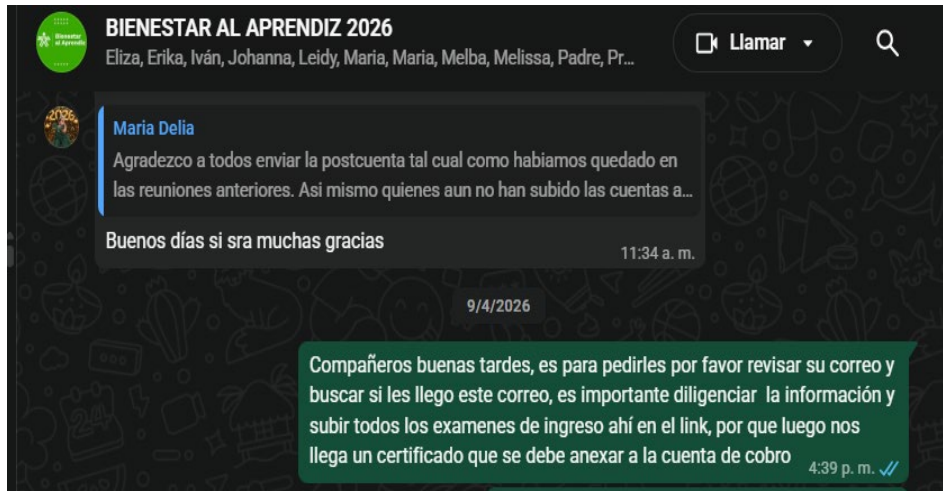 BIENESTAR AL APRENDIZ 2026
Eliza, Erika, Iván, Johanna, Leidy, Maria, Maria, Melba, Melissa, Padre, Pr...
Llamar
Bienestar
al Aprendiz
2026
Maria Delia
Agradezco a todos enviar la postcuenta tal cual como habiamos quedado en
las reuniones anteriores. Asi mismo quienes aun no han subido las cuentas a...
Buenos días si sra muchas gracias
11:34 a. m.
9/4/2026
Compañeros buenas tardes, es para pedirles por favor revisar su correo y
buscar si les llego este correo, es importante diligenciar la información y
subir todos los examenes de ingreso ahí en el link, por que luego nos
llega un certificado que se debe anexar a la cuenta de cobro
4:39 p. m.